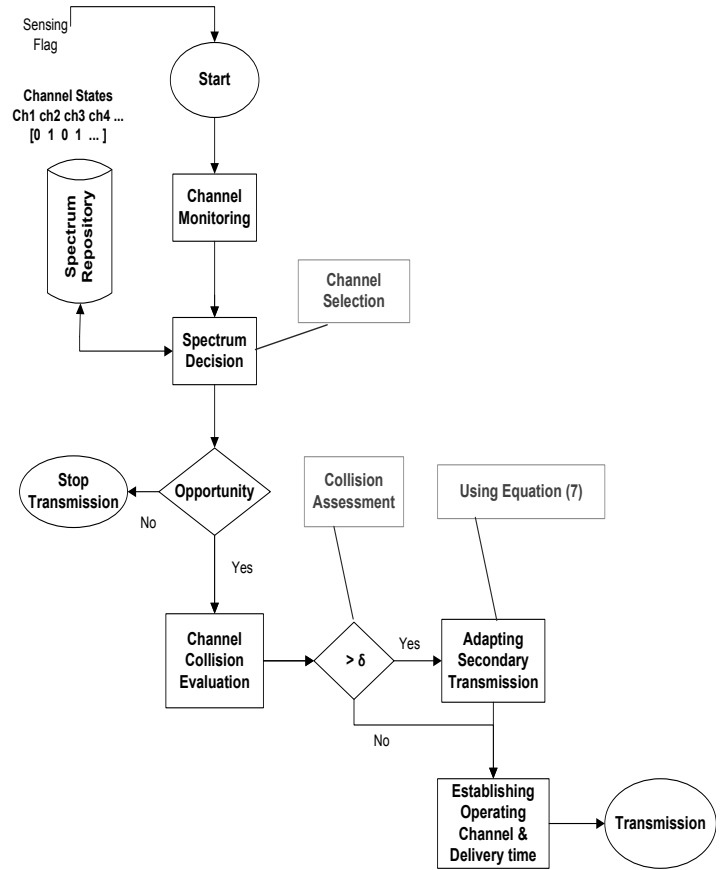 Sensing
Flag
Start
Channel States
Ch1 ch2 ch3 ch4 ...
[0 1 0 1 ... ]
Channel
Monitoring
Spectrum
Repository
Channel
Selection
Spectrum
Decision
Stop
Transmission
Opportunity
No
Yes
Collision
Assessment
Using Equation (7)
Channel
Collision
Evaluation
> δ
Yes
No
Adapting
Secondary
Transmission
Establishing
Operating
Channel &
Delivery time
Transmission